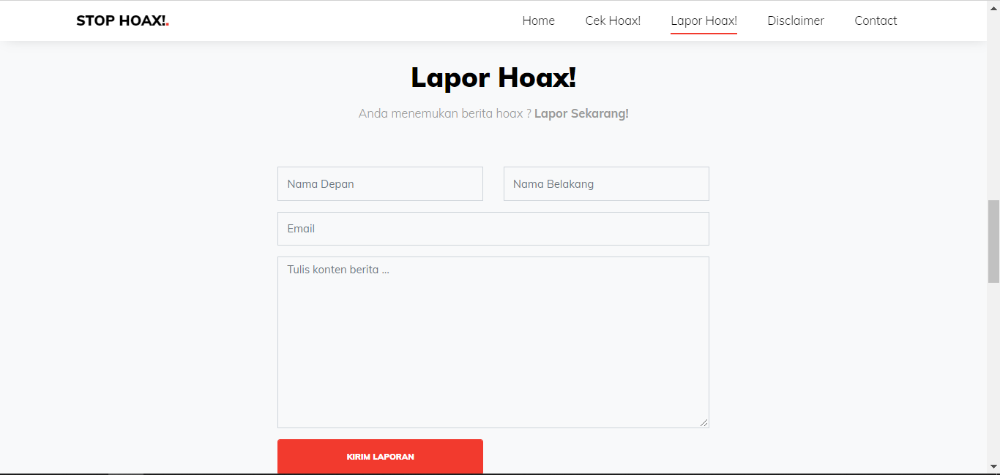 STOP HOAX!.
Home Cek Hoax! Lapor Hoax! Disclaimer Contact
Lapor Hoax!
Anda menemukan berita hoax ? Lapor Sekarang!
Nama Depan Nama Belakang
Email
Tulis konten berita ...
KIRIM LAPORAN